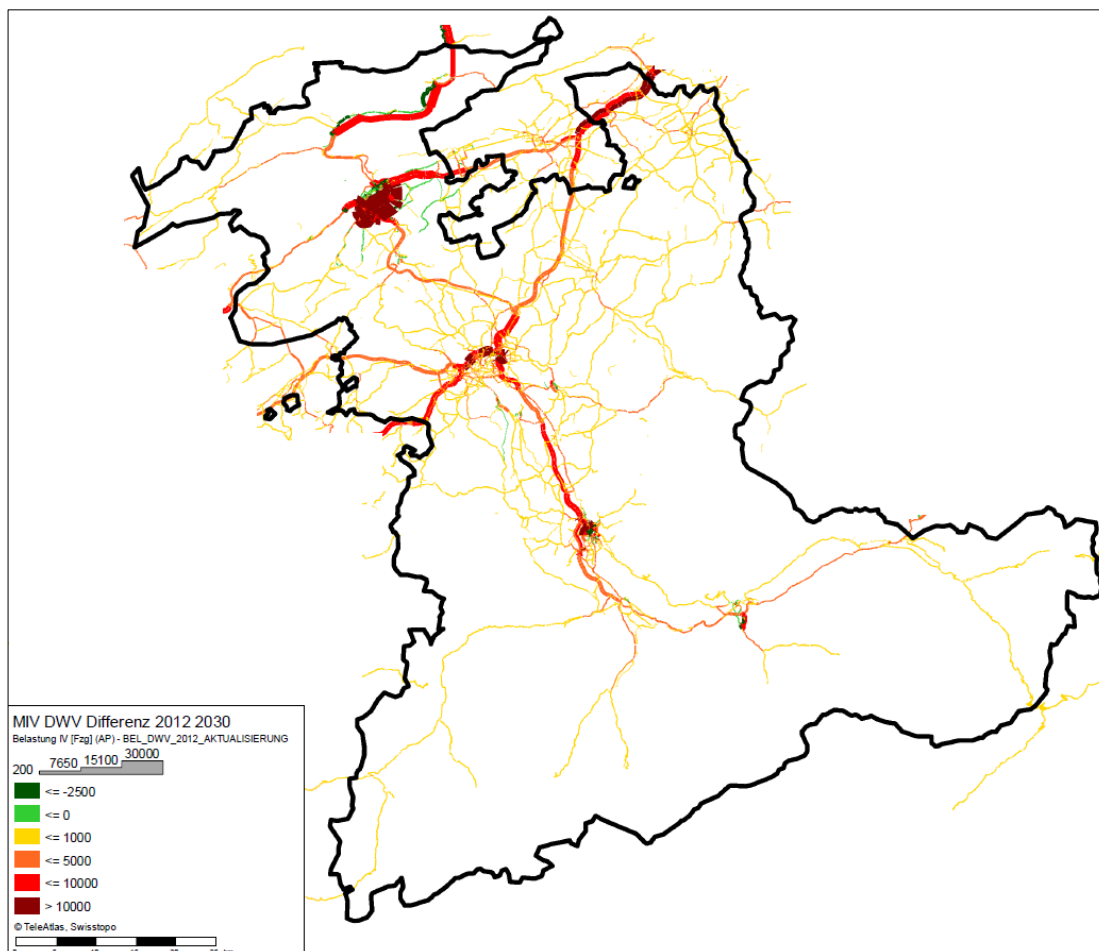 MIV DWV Differenz 2012 2030
Belastung IV [Fzg] (AP) - BEL_DWV_2012_AKTUALISIERUNG
200 7650 15100 30000
<= -2500
<= 0
<= 1000
<= 5000
<= 10000
> 10000
© TeleAtlas, Swisstopo